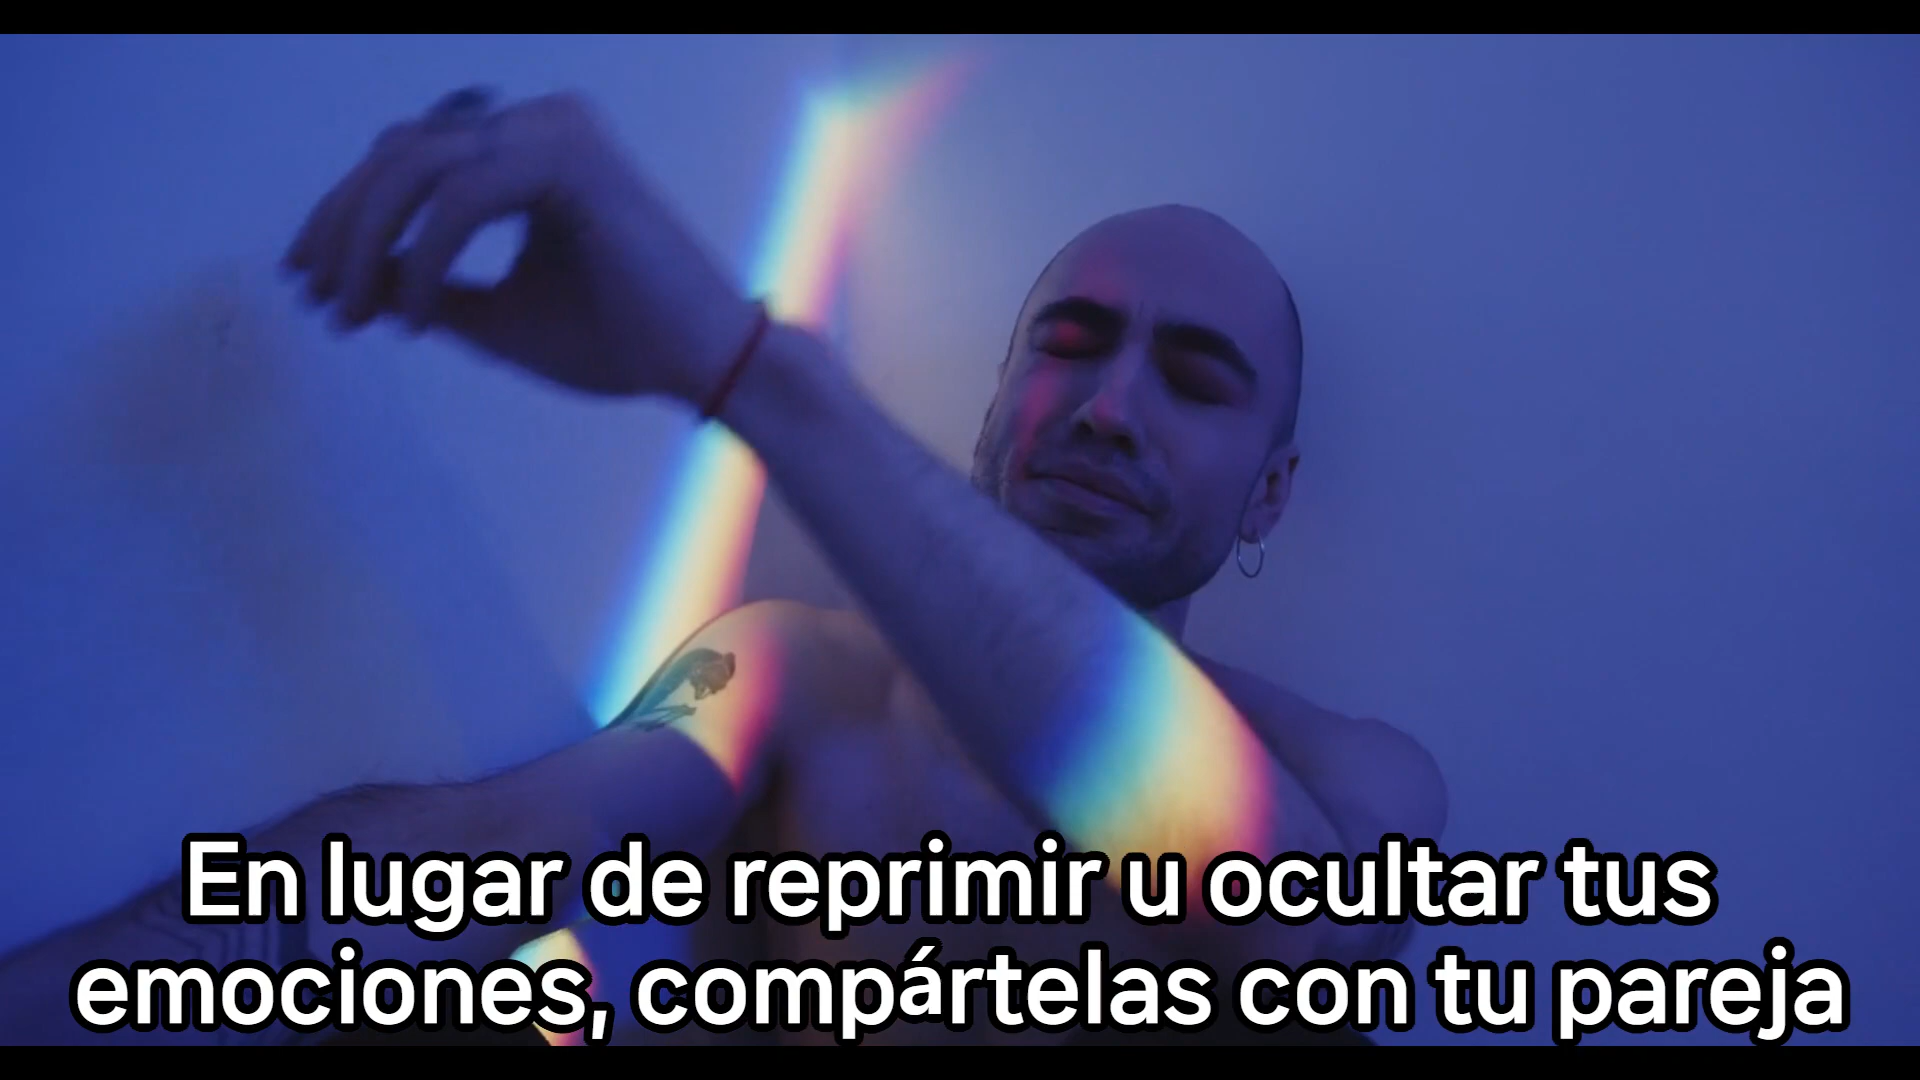 En lugar de reprimir u ocultar tus
emociones, compártelas con tu pareja